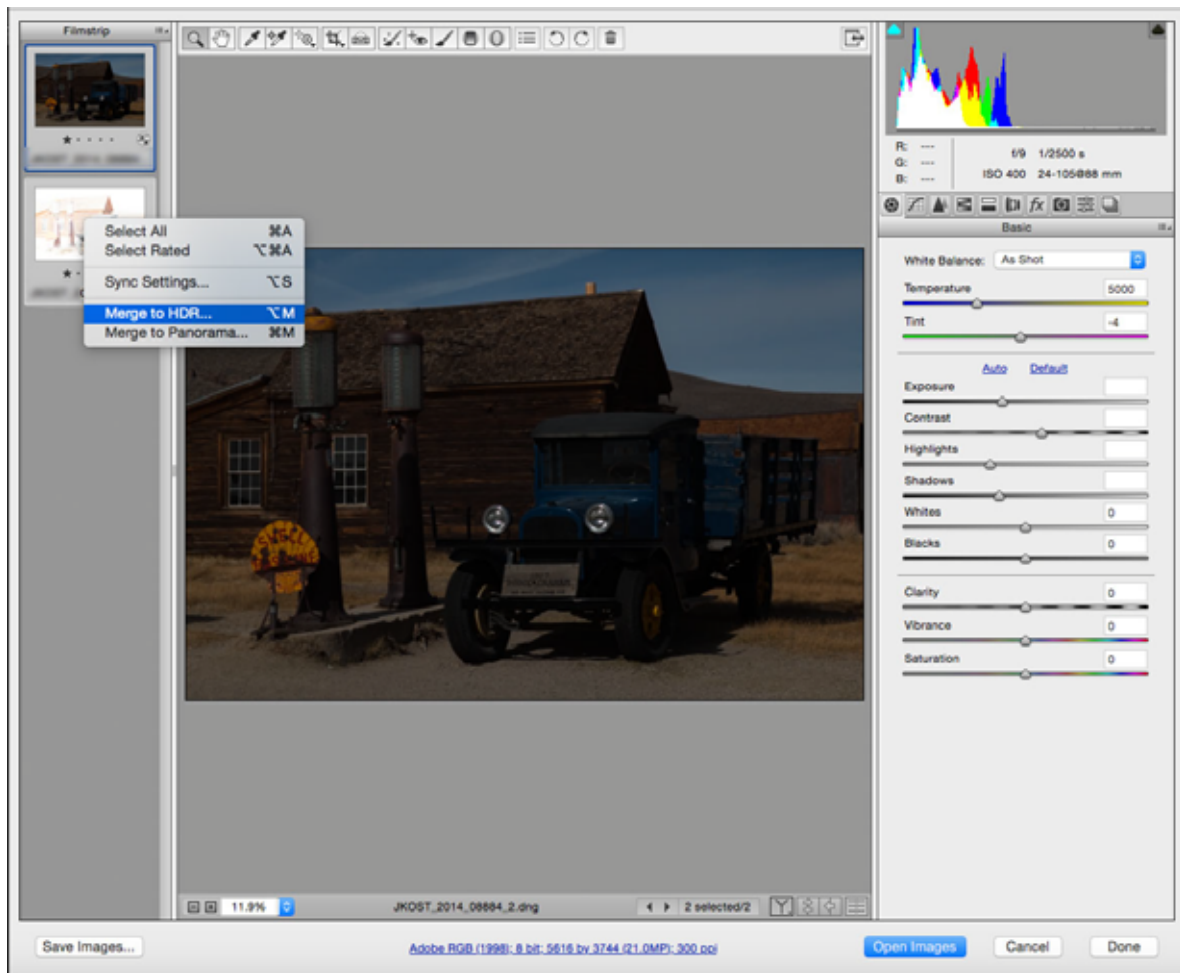 Filmstrip
Select All ⌘A
Select Rated ⌥⌘A
Sync Settings... ⌥S
Merge to HDR... ⌥M
Merge to Panorama... ⌘M
11.9%
JKOST_2014_08864_2.dng
2 selected/2
R: ---
G: ---
B: ---
f/9 1/2500 s
ISO 400 24-105@88 mm
fx
Basic
White Balance: As Shot
Temperature 5000
Tint -4
Auto Default
Exposure
Contrast
Highlights
Shadows
Whites 0
Blacks 0
Clarity 0
Vibrance 0
Saturation 0
Save Images...
Adobe RGB (1998); 8 bit; 5616 by 3744 (21.0MP); 300 ppi
Open Images
Cancel
Done